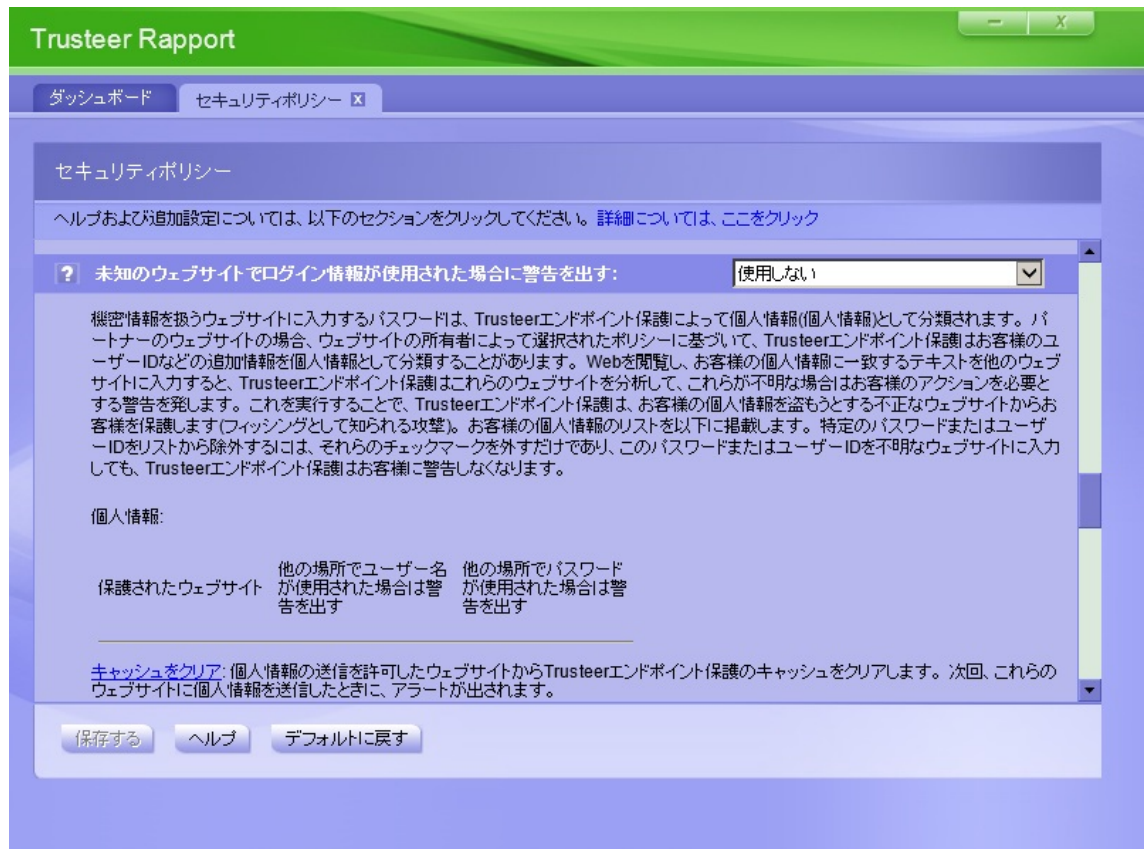 Trusteer Rapport
ダッシュボード
セキュリティポリシー
セキュリティポリシー
ヘルプおよび追加設定については、以下のセクションをクリックしてください。詳細については、ここをクリック
? 未知のウェブサイトでログイン情報が使用された場合に警告を出す: 使用しない
機密情報を扱うウェブサイトに入力するパスワードは、Trusteerエンドポイント保護によって個人情報(個人情報)として分類されます。パ
ートナーのウェブサイトの場合、ウェブサイトの所有者によって選択されたポリシーに基づいて、Trusteerエンドポイント保護はお客様のユ
ーザーIDなどの追加情報を個人情報として分類することがあります。Webを閲覧し、お客様の個人情報に一致するテキストを他のウェブ
サイトに入力すると、Trusteerエンドポイント保護はこれらのウェブサイトを分析して、これらが不明な場合はお客様のアクションを必要と
する警告を発します。これを実行することで、Trusteerエンドポイント保護は、お客様の個人情報を盗もうとする不正なウェブサイトからお
客様を保護します(フィッシングとして知られる攻撃)。お客様の個人情報のリストを以下に掲載します。特定のパスワードまたはユーザ
ーIDをリストから除外するには、それらのチェックマークを外すだけであり、このパスワードまたはユーザーIDを不明なウェブサイトに入力
しても、Trusteerエンドポイント保護はお客様に警告しなくなります。
個人情報:
保護されたウェブサイト
他の場所でユーザー名
が使用された場合は警
告を出す
他の場所でパスワード
が使用された場合は警
告を出す
キャッシュをクリア: 個人情報の送信を許可したウェブサイトからTrusteerエンドポイント保護のキャッシュをクリアします。次回、これらの
ウェブサイトに個人情報を送信したときに、アラートが出されます。
保存する ヘルプ デフォルトに戻す